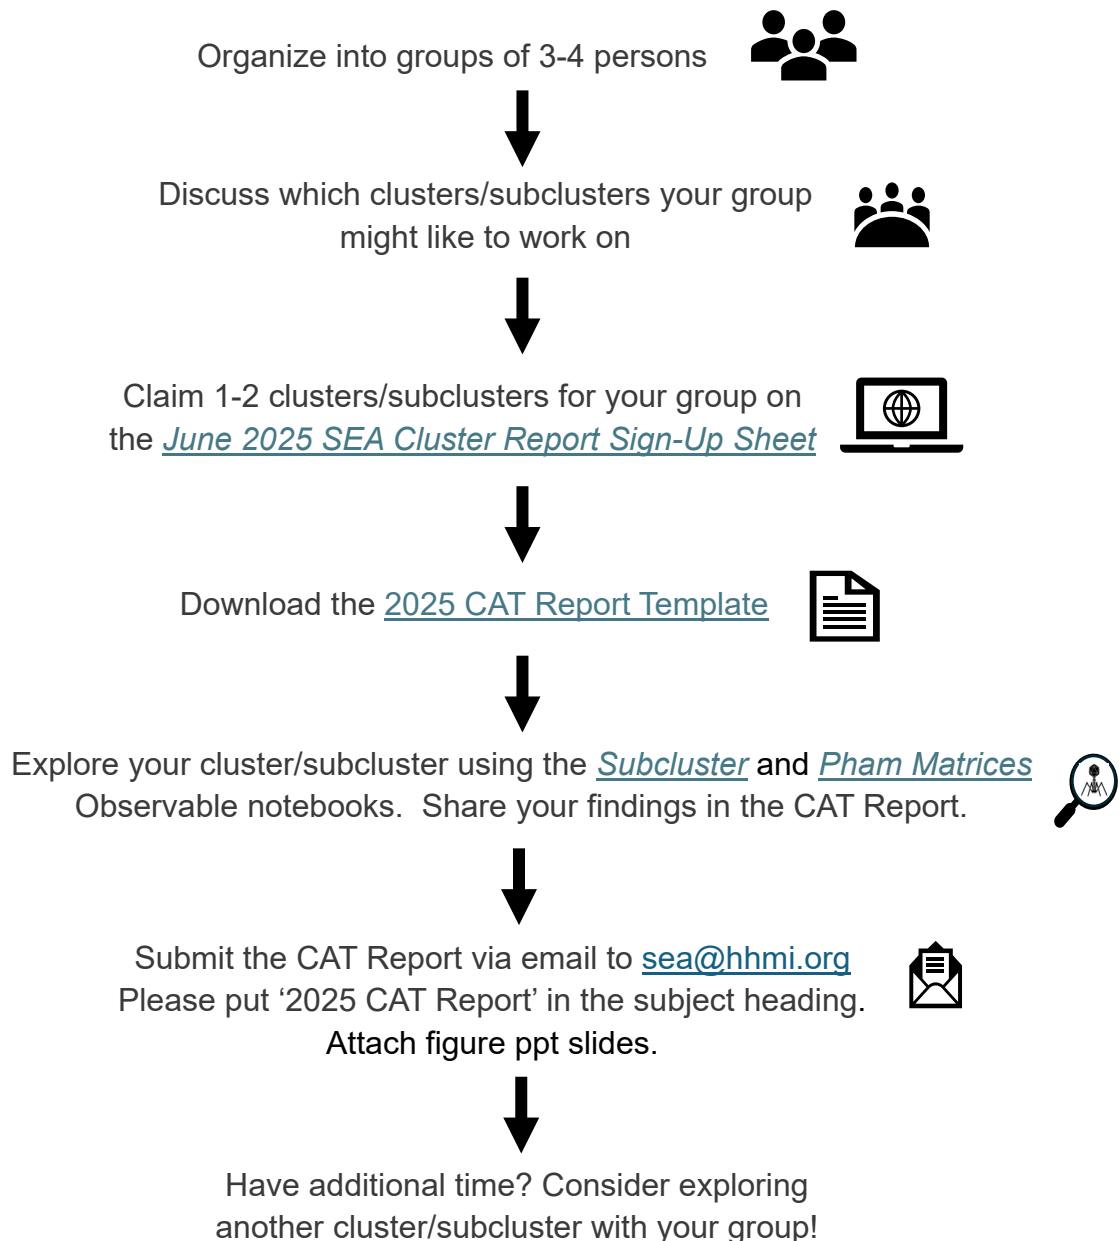 Organize into groups of 3-4 persons
Discuss which clusters/subclusters your group
might like to work on
Claim 1-2 clusters/subclusters for your group on
the June 2025 SEA Cluster Report Sign-Up Sheet
Download the 2025 CAT Report Template
Explore your cluster/subcluster using the Subcluster and Pham Matrices
Observable notebooks.  Share your findings in the CAT Report.
Submit the CAT Report via email to sea@hhmi.org
Please put ‘2025 CAT Report’ in the subject heading.
Attach figure ppt slides.
Have additional time? Consider exploring
another cluster/subcluster with your group!